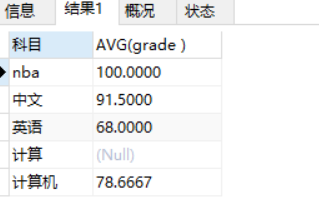 信息 结果1 概况 状态
科目 AVG(grade )
nba 100.0000
中文 91.5000
英语 68.0000
计算 (Null)
计算机 78.6667